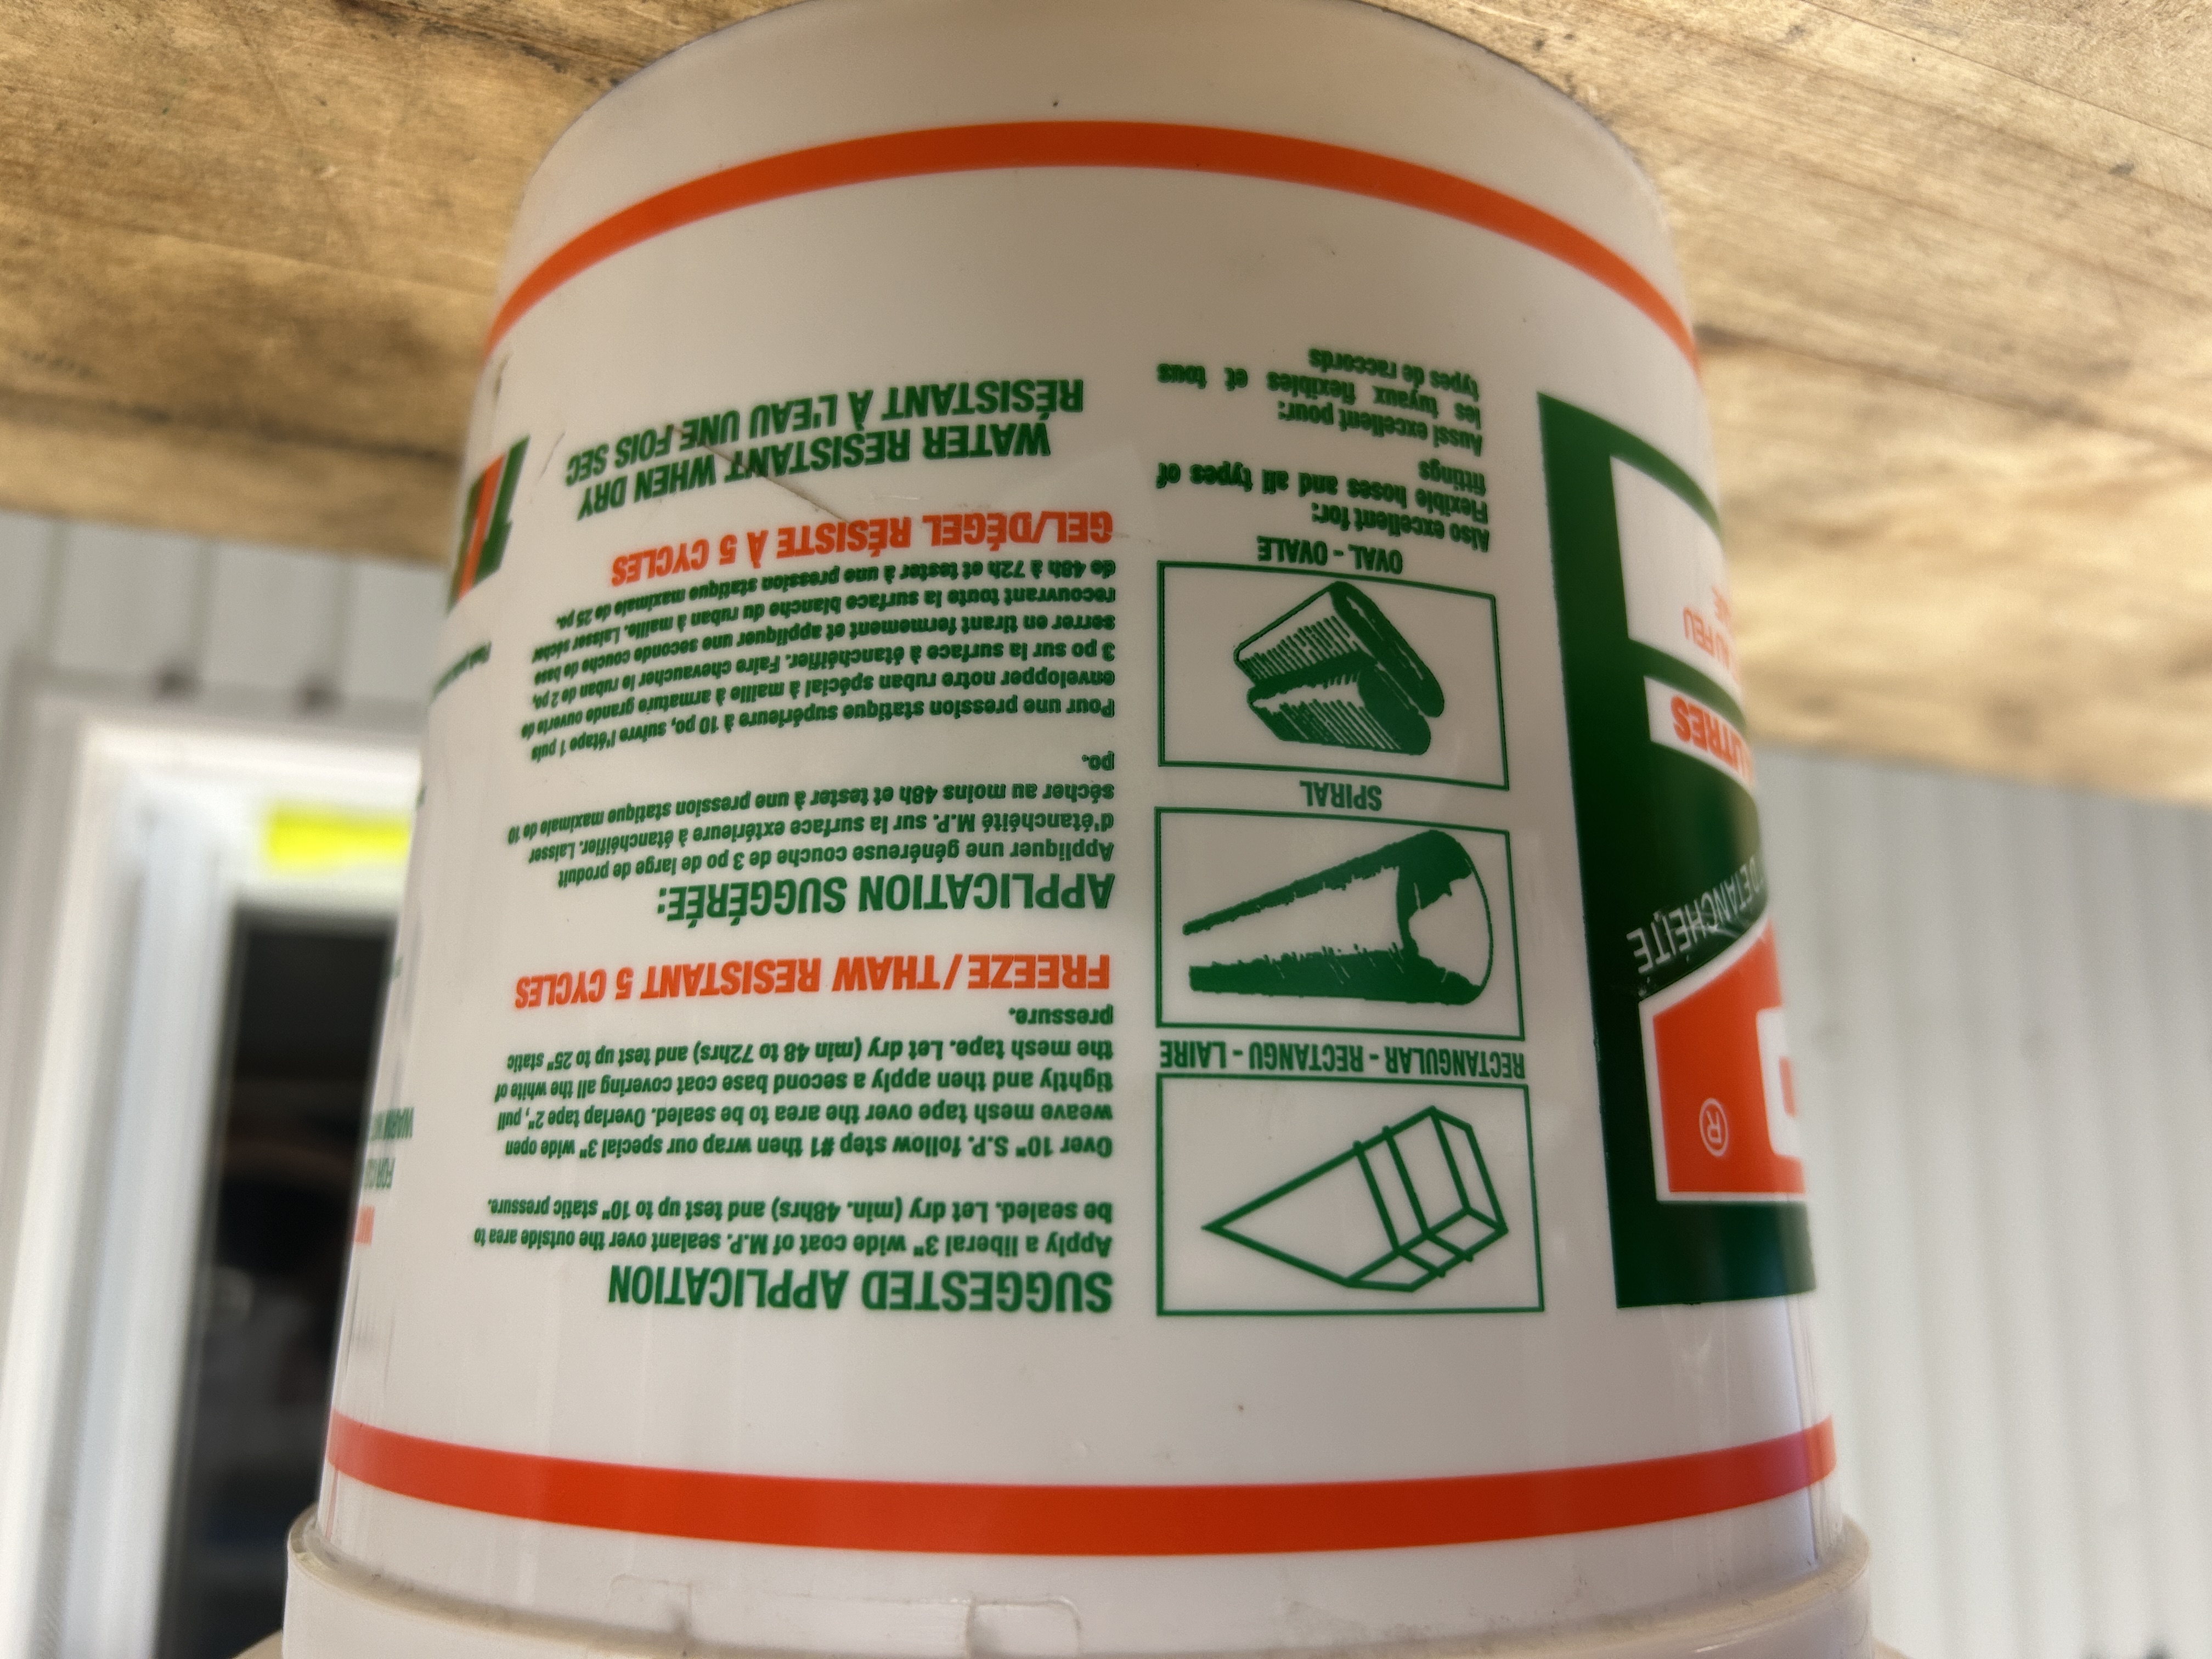 SUGGESTED APPLICATION
Apply a liberal 3" wide coat of M.P. sealant over the outside area to
be sealed. Let dry (min. 48hrs) and test up to 10" static pressure.
Over 10" S.P. follow step #1 then wrap our special 3" wide open
weave mesh tape over the area to be sealed. Overlap tape 2", pull
tightly and then apply a second base coat covering all the white of
the mesh tape. Let dry (min 48 to 72hrs) and test up to 25" static
pressure.
FREEZE/THAW RESISTANT 5 CYCLES
APPLICATION SUGGÉRÉE:
Appliquer une généreuse couche de 3 po de large de produit
d'étanchéité M.P. sur la surface extérieure à étanchéifier. Laisser
sécher au moins 48h et tester à une pression statique maximale de 10
po.
Pour une pression statique supérieure à 10 po, suivre l'étape 1 puis
envelopper notre ruban spécial à maille à armature grande ouverte de
3 po sur la surface à étanchéifier. Faire chevaucher le ruban de 2 po,
serrer en tirant fermement et appliquer une seconde couche de base
recouvrant toute la surface blanche du ruban à maille. Laisser sécher
de 48h à 72h et tester à une pression statique maximale de 25 po.
GEL/DÉGEL RÉSISTE À 5 CYCLES
WATER RESISTANT WHEN DRY
RÉSISTANT À L'EAU UNE FOIS SEC
RECTANGULAR - RECTANGU - LAIRE
SPIRAL
OVAL - OVALE
Also excellent for:
Flexible hoses and all types of
fittings
Aussi excellent pour:
les tuyaux flexibles et tous
types de raccords
®
D'ÉTANCHÉITÉ
LITRES
AU FEU